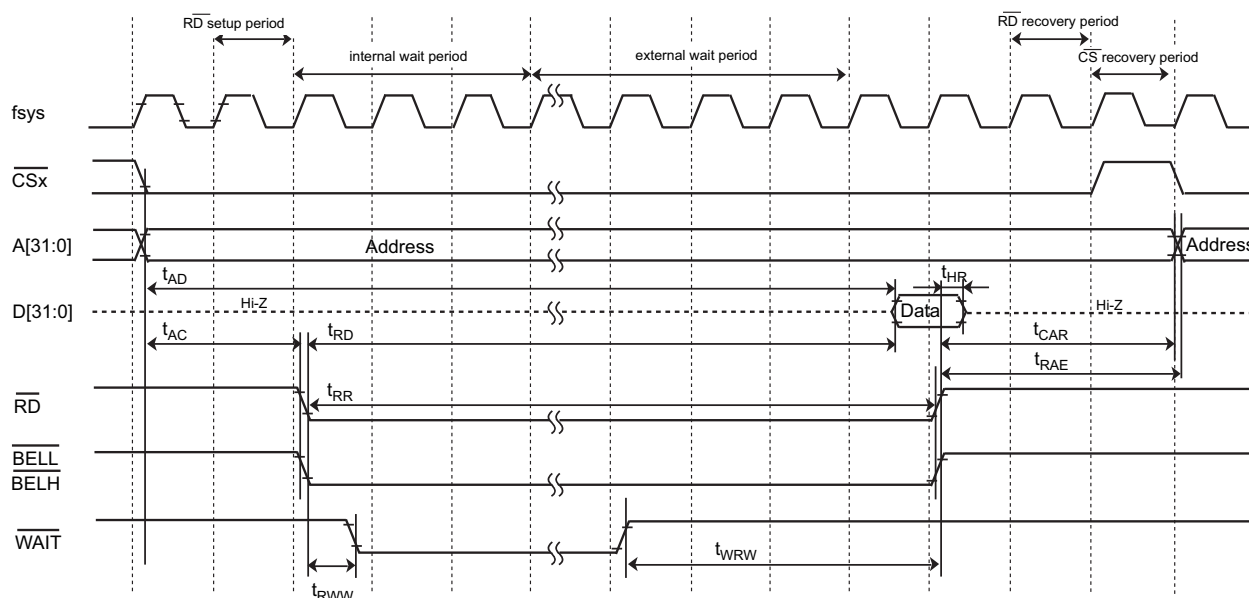 RD setup period
RD recovery period
internal wait period
external wait period
CS recovery period
fsys
CSx
A[31:0]
Address
Address
tAD
tHR
D[31:0]
Hi-Z
Data
Hi-Z
tAC
tRD
tCAR
tRAE
tRR
RD
BELL
BELH
WAIT
tWRW
tRWW